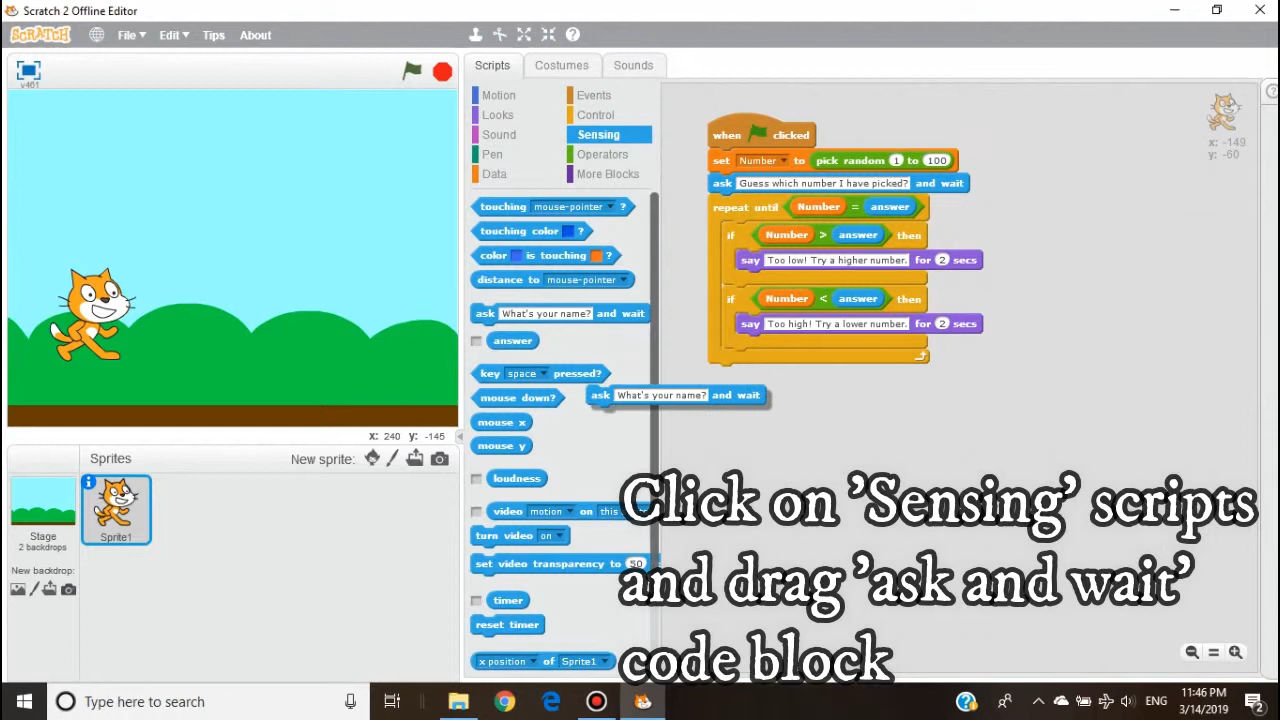 Scratch 2 Offline Editor
SCRATCH File Edit Tips About
v461
Scripts Costumes Sounds
Motion Events
Looks Control
Sound Sensing
Pen Operators
Data More Blocks
touching mouse-pointer ?
touching color ?
color is touching ?
distance to mouse-pointer
ask What's your name? and wait
answer
key space pressed?
mouse down?
mouse x
mouse y
loudness
video motion on this
turn video on
set video transparency to 50
timer
reset timer
x position of Sprite1
when clicked
set Number to pick random 1 to 100
ask Guess which number I have picked? and wait
repeat until Number = answer
if Number > answer then
say Too low! Try a higher number. for 2 secs
if Number < answer then
say Too high! Try a lower number. for 2 secs
ask What's your name? and wait
x: -149
y: -60
x: 240 y: -145
Sprites New sprite:
Stage
2 backdrops
New backdrop:
Sprite1
Click on 'Sensing' scripts
and drag 'ask and wait'
code block
Type here to search
ENG
11:46 PM
3/14/2019
2